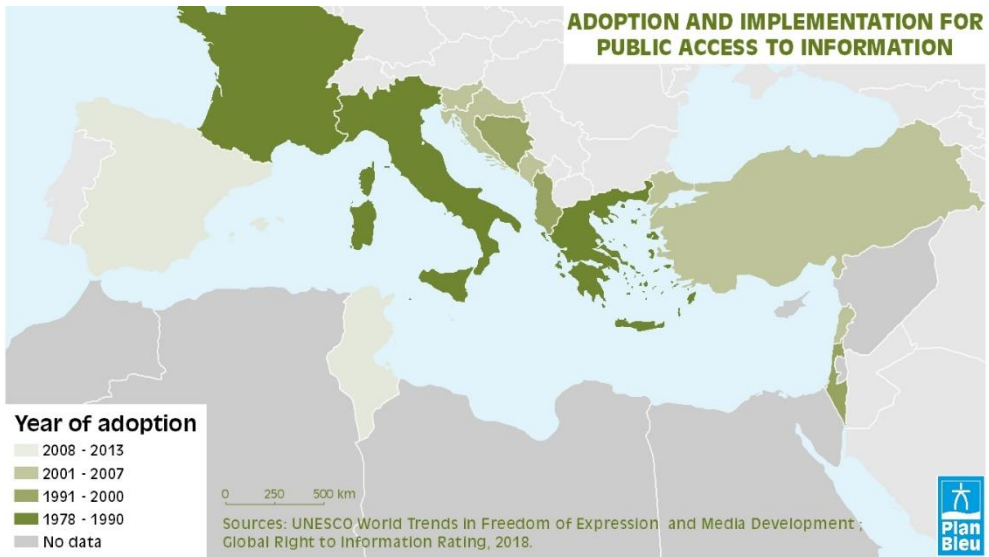 ADOPTION AND IMPLEMENTATION FOR
PUBLIC ACCESS TO INFORMATION
Year of adoption
2008 - 2013
2001 - 2007
1991 - 2000
1978 - 1990
No data
0 250 500 km
Sources: UNESCO World Trends in Freedom of Expression and Media Development ;
Global Right to Information Rating, 2018.
Plan
Bleu